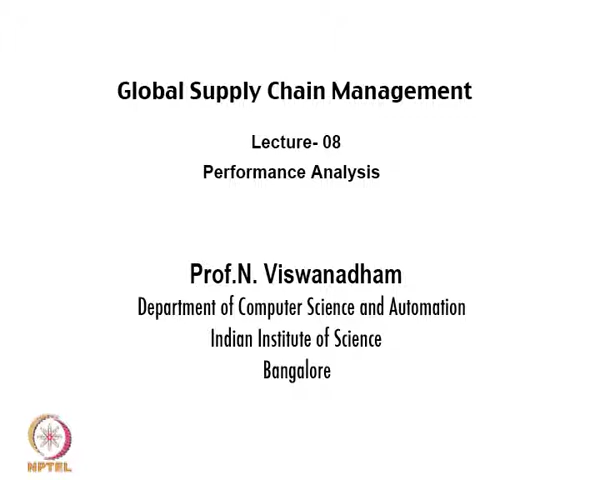 Global Supply Chain Management
Lecture- 08
Performance Analysis
Prof.N. Viswanadham
Department of Computer Science and Automation
Indian Institute of Science
Bangalore
NPTEL